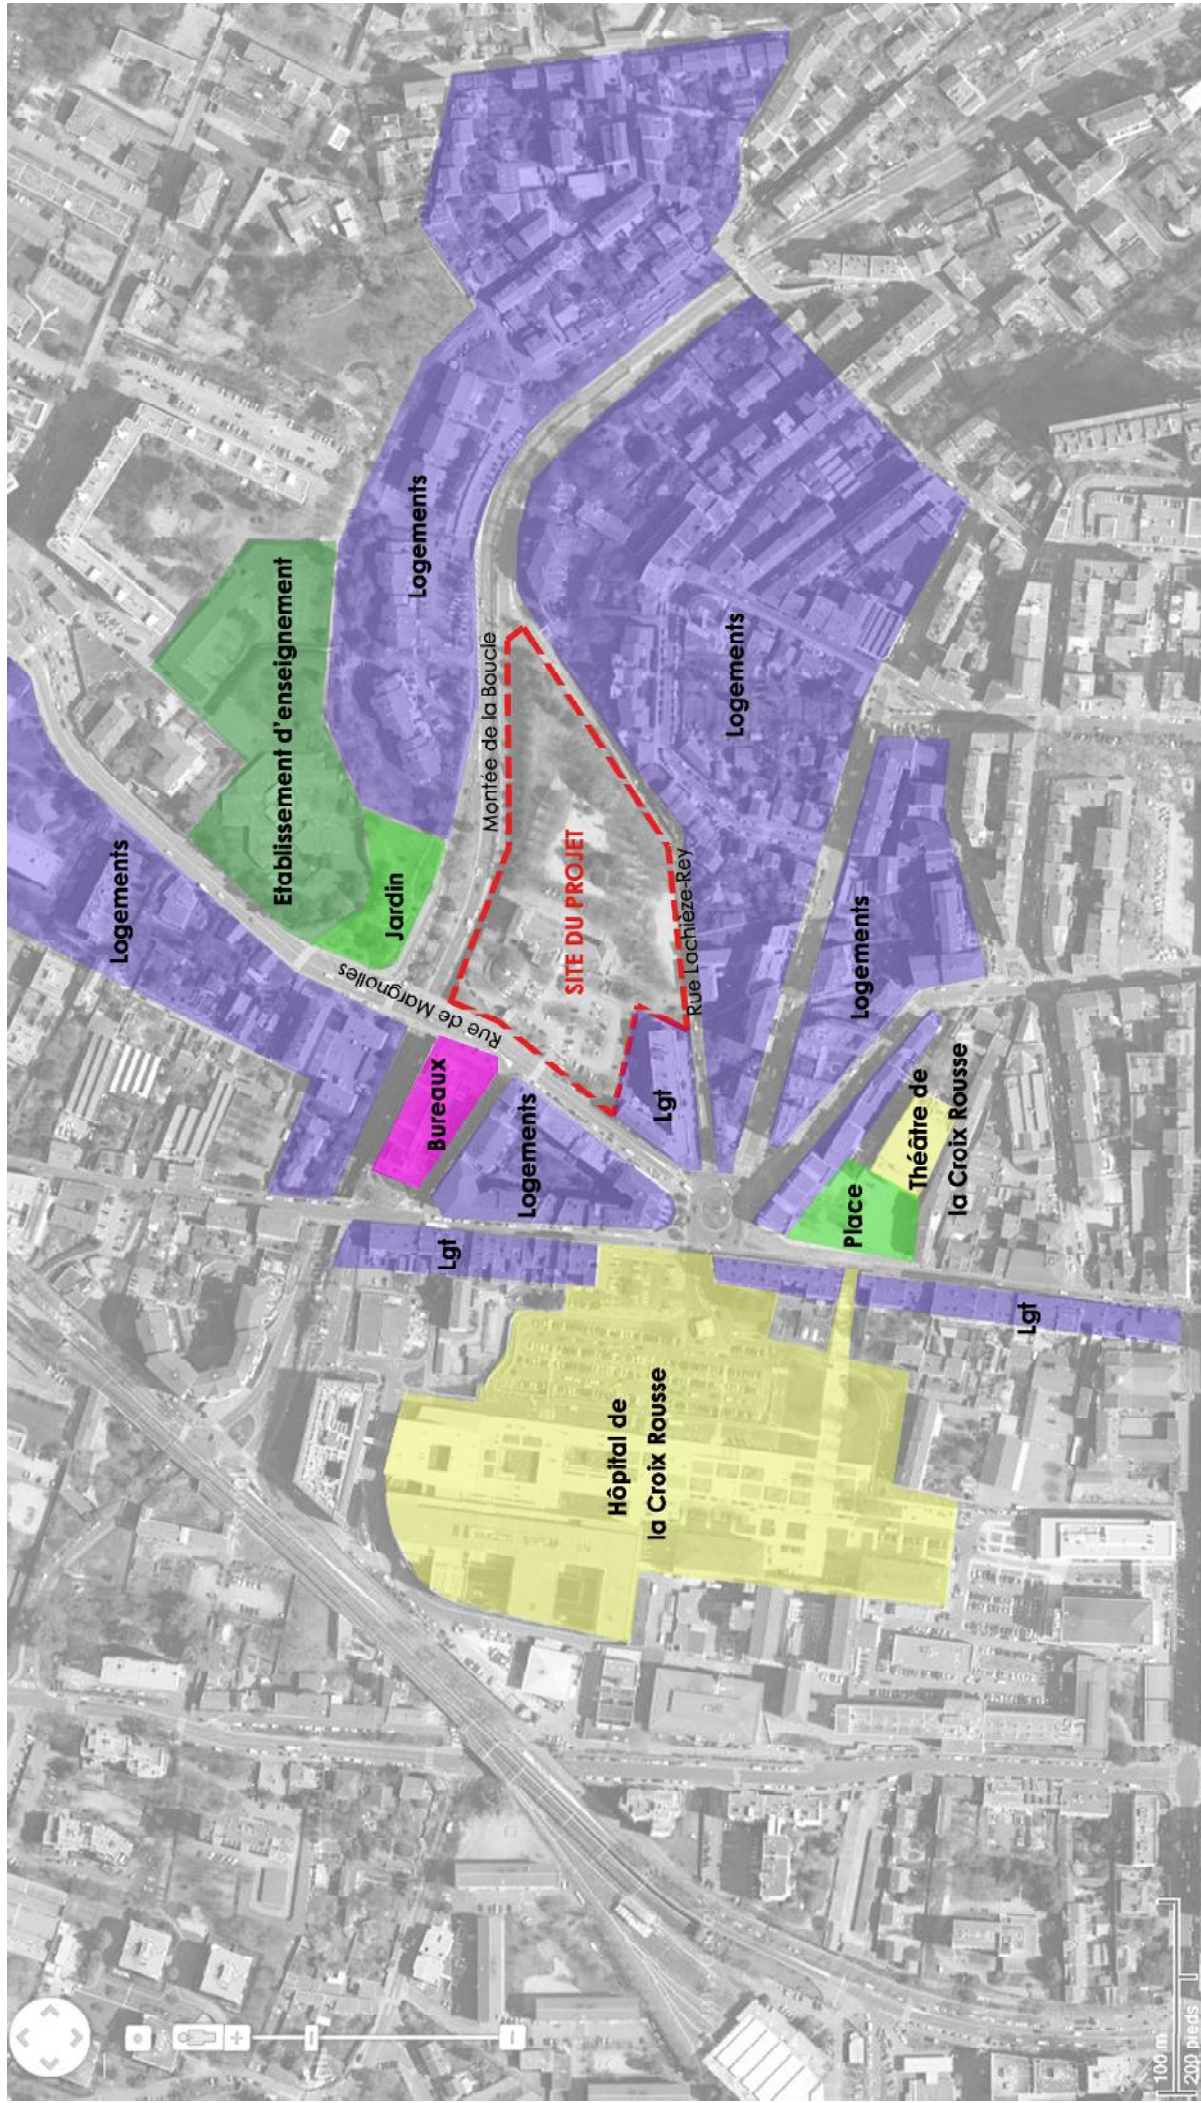 Logements
Etablissement d'enseignement
Jardin
Rue de Margnolles
Logements
Bureaux
Lgt
Montée de la Boucle
Logements
SITE DU PROJET
Hôpital de
la Croix Rousse
Lgt
Rue Lachièze-Rey
Logements
Place
Logements
Théâtre de
la Croix Rousse
Lgt
100 m
200 pieds